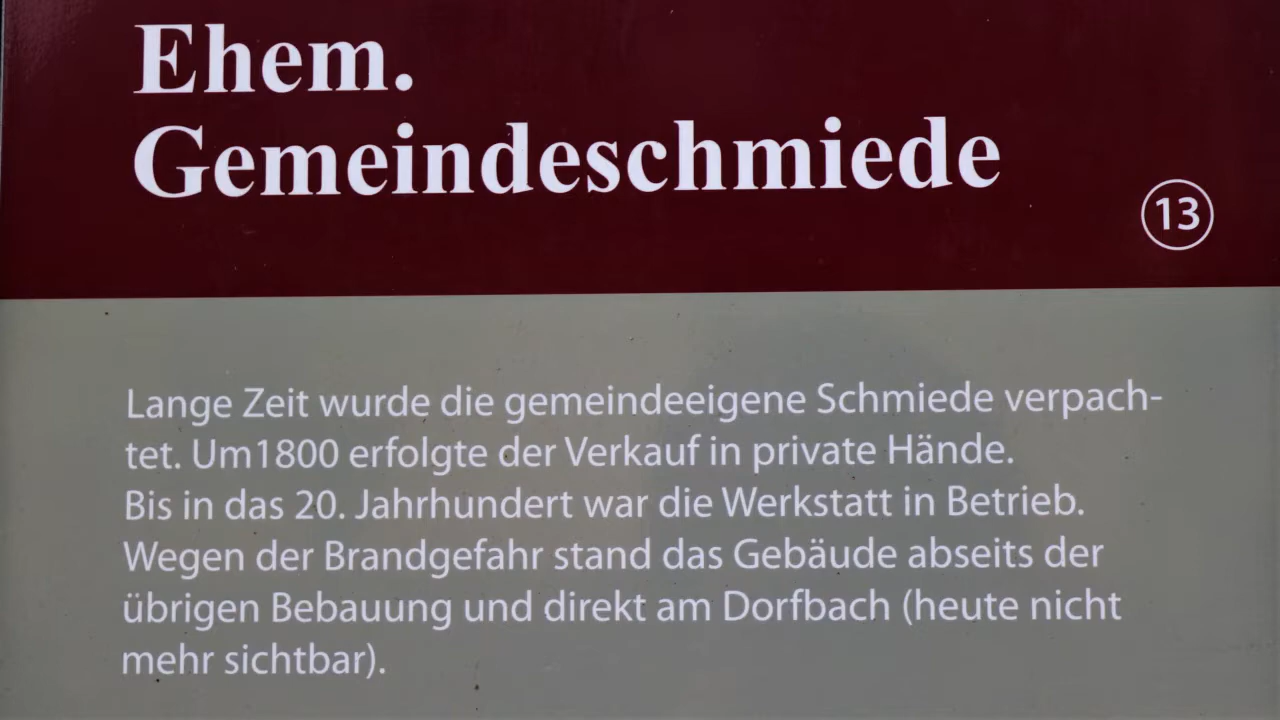 Ehem.
Gemeindeschmiede
13
Lange Zeit wurde die gemeindeeigene Schmiede verpach-
tet. Um1800 erfolgte der Verkauf in private Hände.
Bis in das 20. Jahrhundert war die Werkstatt in Betrieb.
Wegen der Brandgefahr stand das Gebäude abseits der
übrigen Bebauung und direkt am Dorfbach (heute nicht
mehr sichtbar).